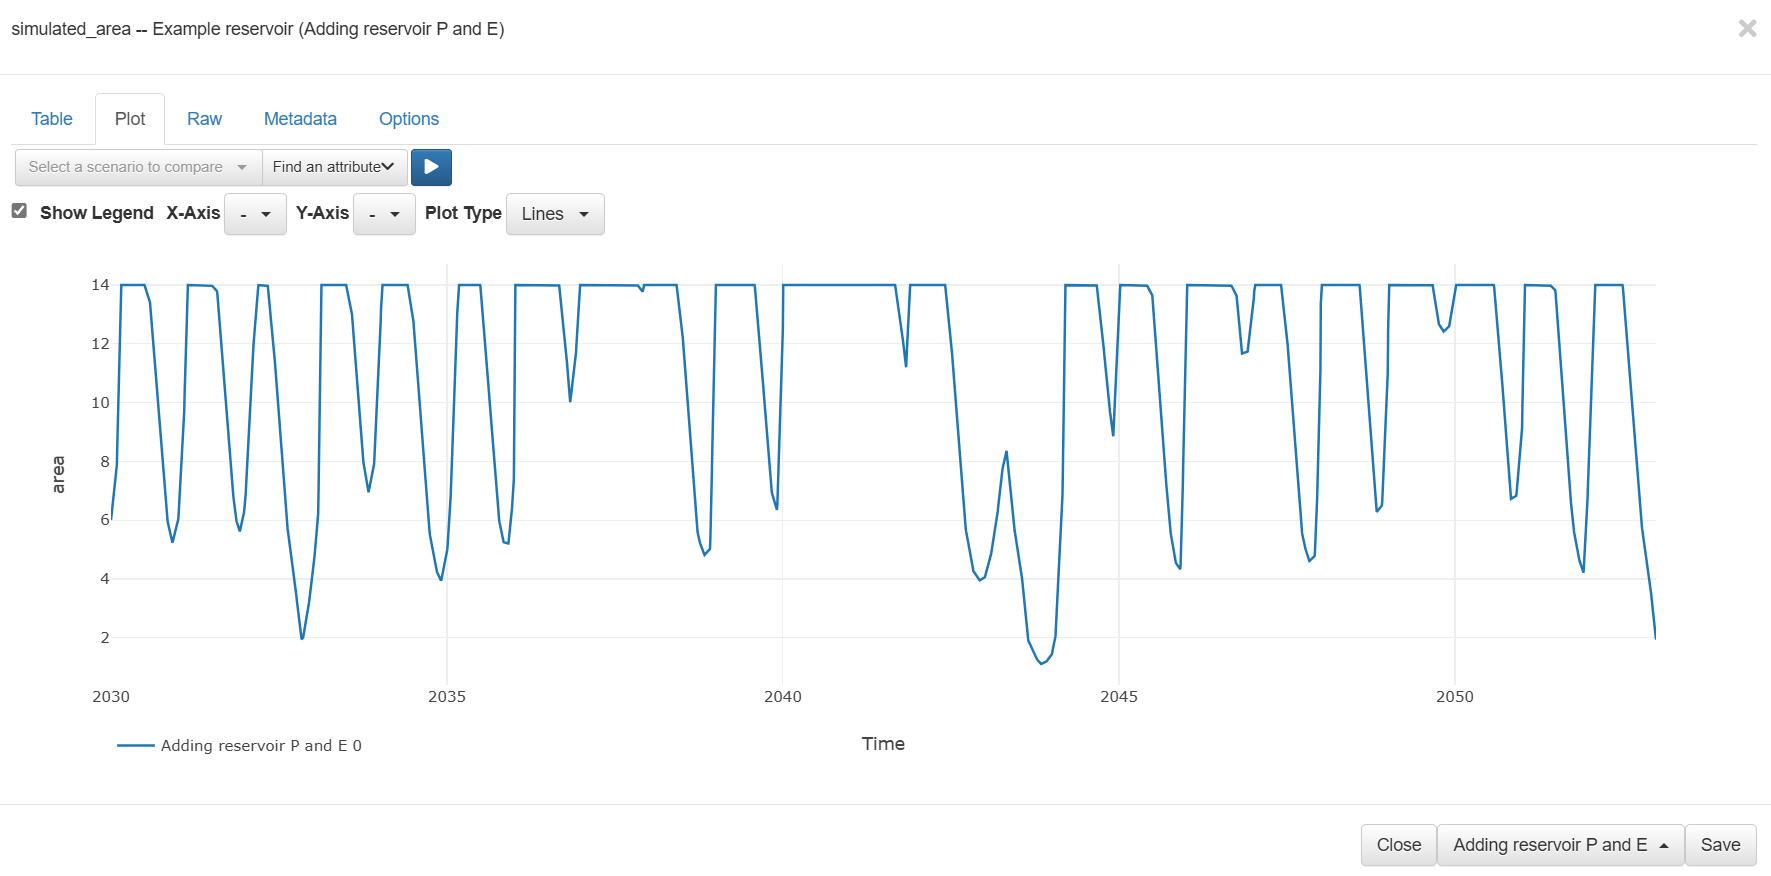 simulated_area -- Example reservoir (Adding reservoir P and E)
Table Plot Raw Metadata Options
Select a scenario to compare Find an attribute
Show Legend X-Axis - Y-Axis - Plot Type Lines
14
12
10
8
6
4
2
area
2030 2035 2040 2045 2050
Time
Adding reservoir P and E 0
Close Adding reservoir P and E Save